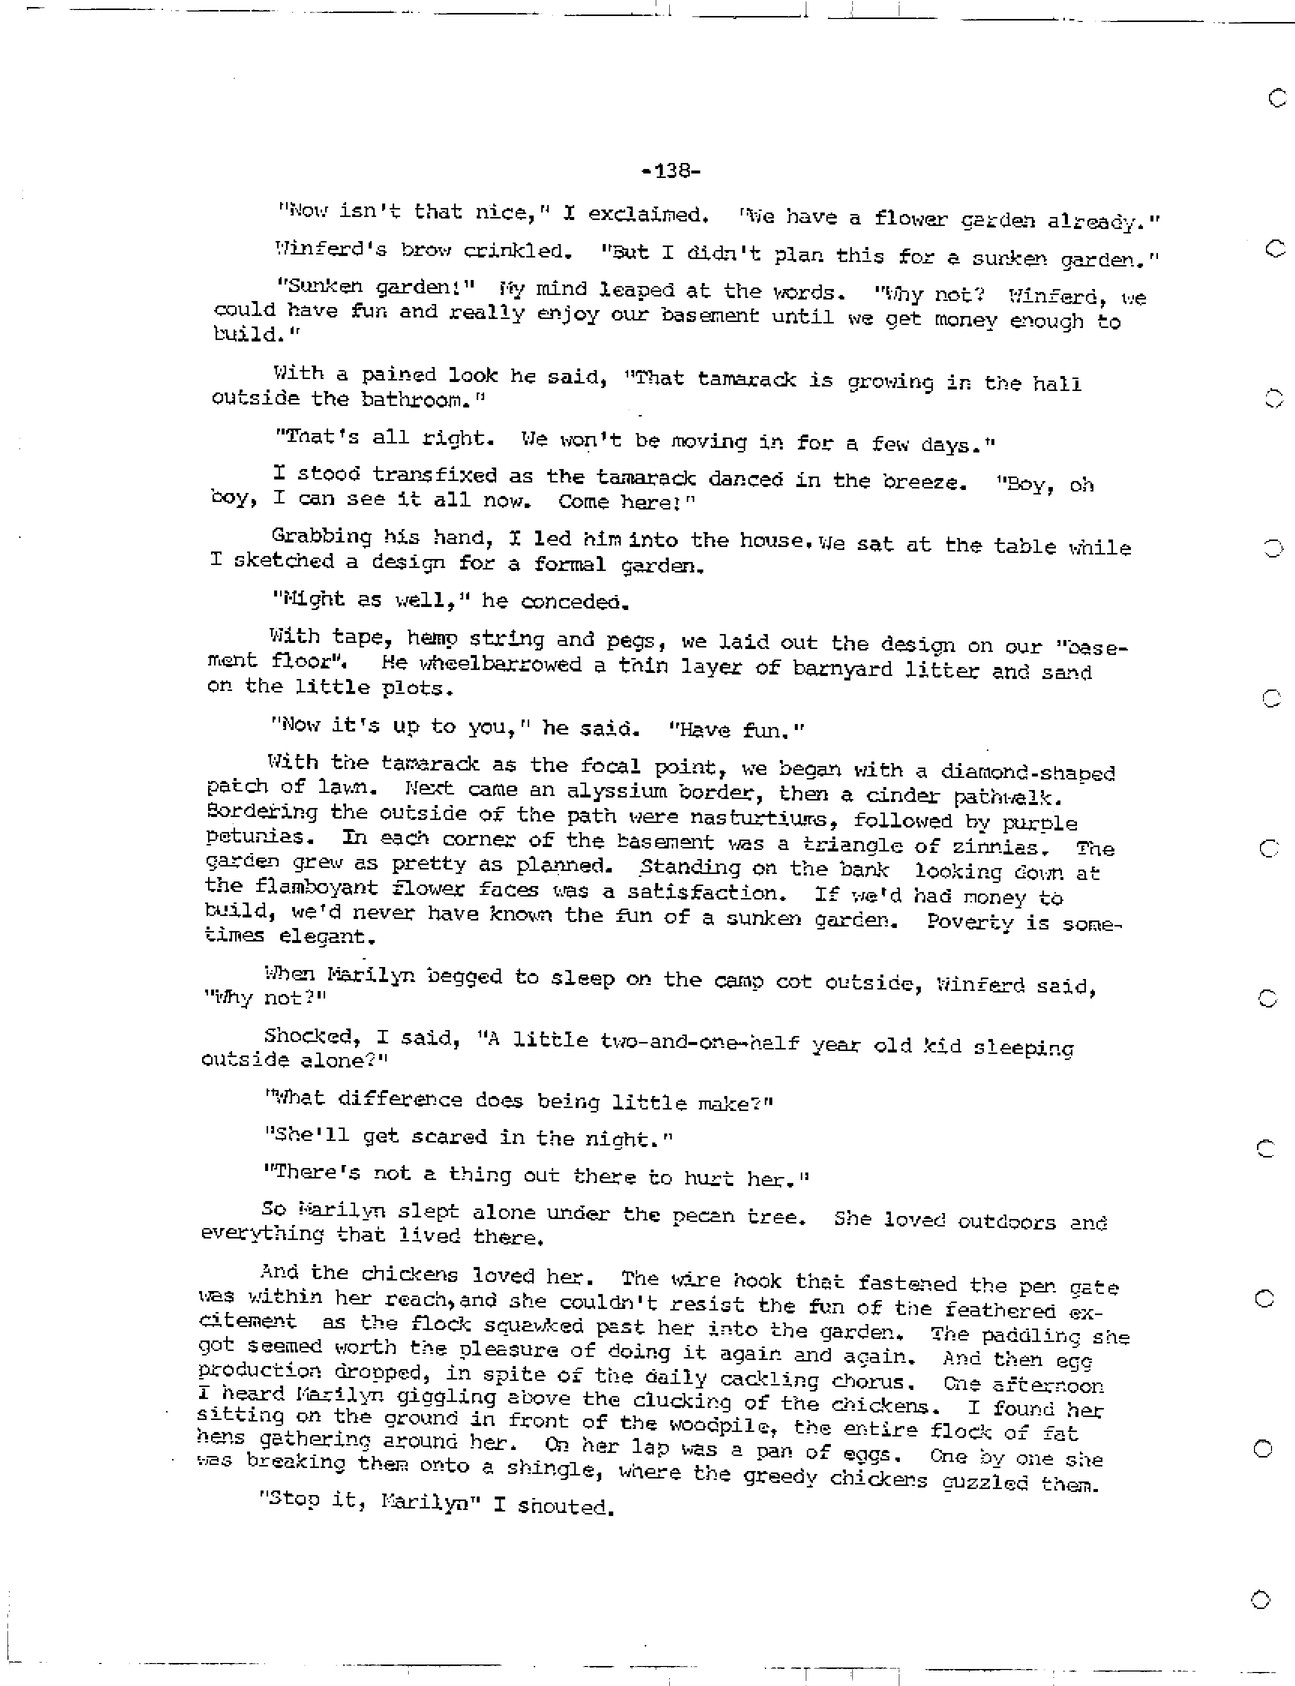 -138-
"Now isn't that nice," I exclaimed. "We have a flower garden already."
Winferd's brow crinkled. "But I didn't plan this for a sunken garden."
"Sunken garden!" My mind leaped at the words. "Why not? Winferd, we
could have fun and really enjoy our basement until we get money enough to
build."
With a pained look he said, "That tamarack is growing in the hall
outside the bathroom."
"That's all right. We won't be moving in for a few days."
I stood transfixed as the tamarack danced in the breeze. "Boy, oh
boy, I can see it all now. Come here!"
Grabbing his hand, I led him into the house. We sat at the table while
I sketched a design for a formal garden.
"Might as well," he conceded.
With tape, hemp string and pegs, we laid out the design on our "base-
ment floor". He wheelbarrowed a thin layer of barnyard litter and sand
on the little plots.
"Now it's up to you," he said. "Have fun."
With the tamarack as the focal point, we began with a diamond-shaped
patch of lawn. Next came an alyssium border, then a cinder pathwalk.
Bordering the outside of the path were nasturtiums, followed by purple
petunias. In each corner of the basement was a triangle of zinnias. The
garden grew as pretty as planned. Standing on the bank looking down at
the flamboyant flower faces was a satisfaction. If we'd had money to
build, we'd never have known the fun of a sunken garden. Poverty is some-
times elegant.
When Marilyn begged to sleep on the camp cot outside, Winferd said,
"Why not?"
Shocked, I said, "A little two-and-one-half year old kid sleeping
outside alone?"
"What difference does being little make?"
"She'll get scared in the night."
"There's not a thing out there to hurt her."
So Marilyn slept alone under the pecan tree. She loved outdoors and
everything that lived there.
And the chickens loved her. The wire hook that fastened the pen gate
was within her reach, and she couldn't resist the fun of the feathered ex-
citement as the flock squawked past her into the garden. The paddling she
got seemed worth the pleasure of doing it again and again. And then egg
production dropped, in spite of the daily cackling chorus. One afternoon
I heard Marilyn giggling above the clucking of the chickens. I found her
sitting on the ground in front of the woodpile, the entire flock of fat
hens gathering around her. On her lap was a pan of eggs. One by one she
was breaking them onto a shingle, where the greedy chickens guzzled them.
"Stop it, Marilyn" I shouted.